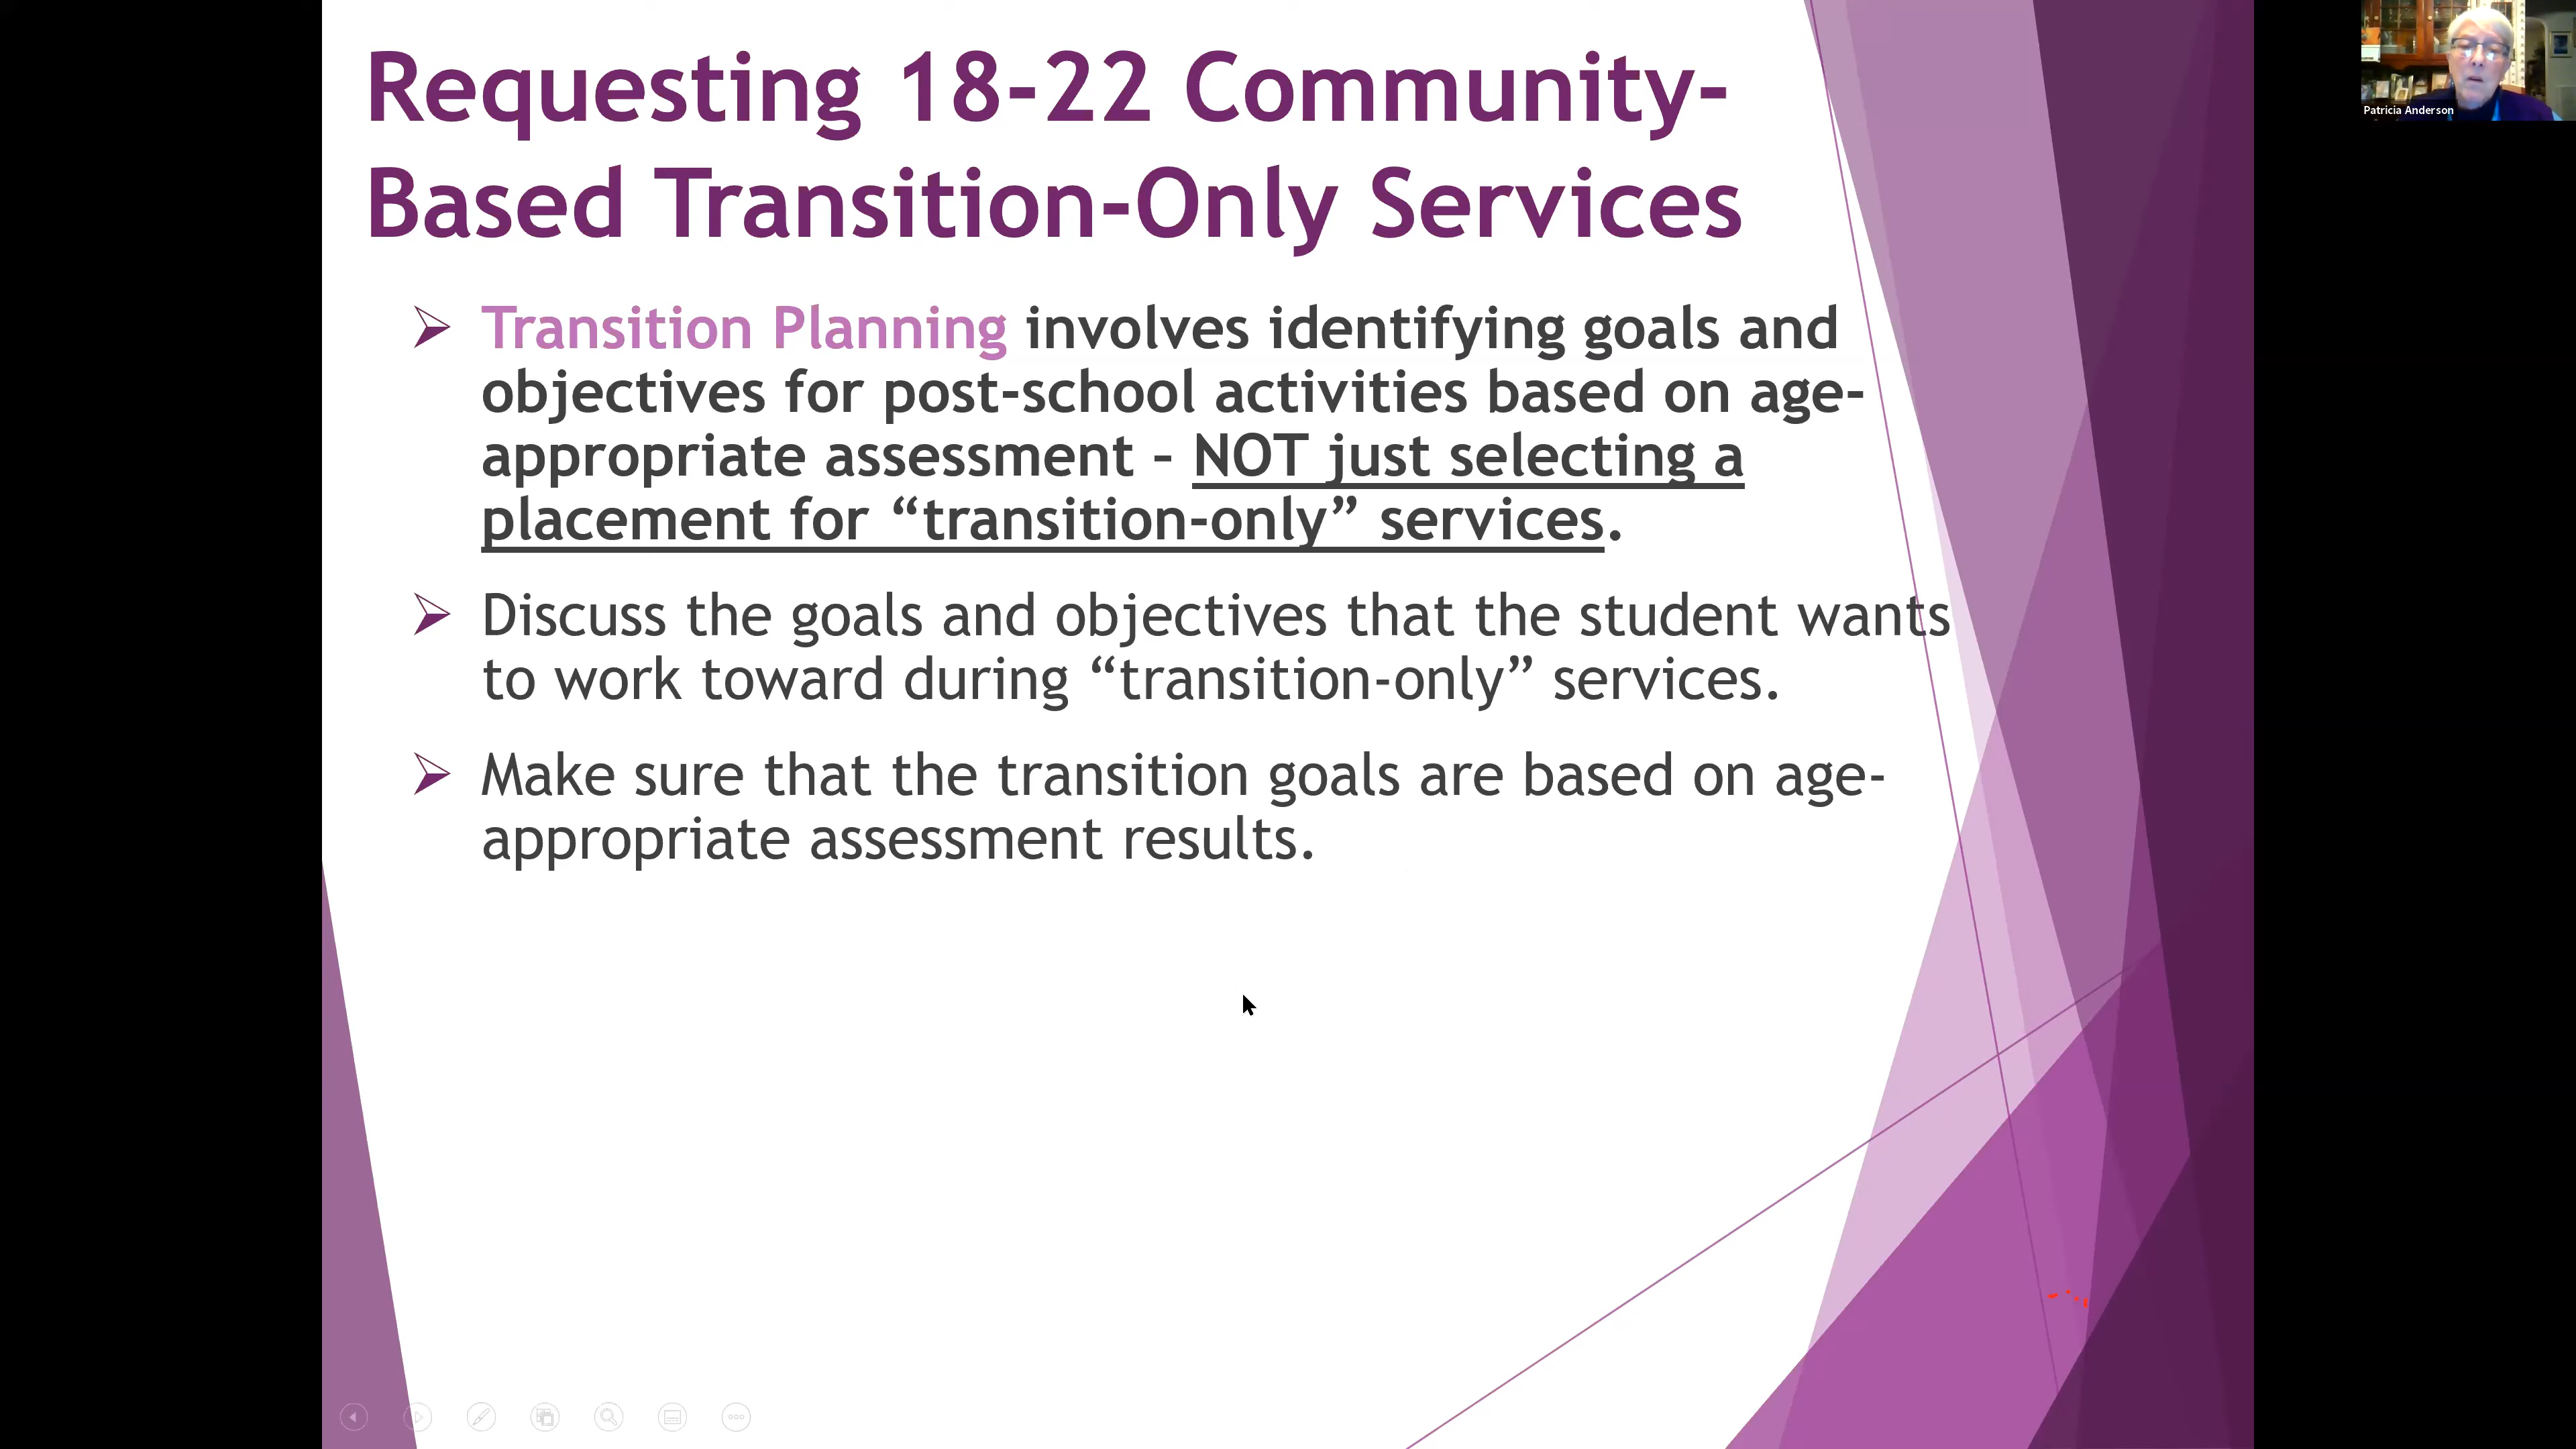 Requesting 18-22 Community-
Based Transition-Only Services
Transition Planning involves identifying goals and
objectives for post-school activities based on age-
appropriate assessment – NOT just selecting a
placement for “transition-only” services.
Discuss the goals and objectives that the student wants
to work toward during “transition-only” services.
Make sure that the transition goals are based on age-
appropriate assessment results.
Patricia Anderson